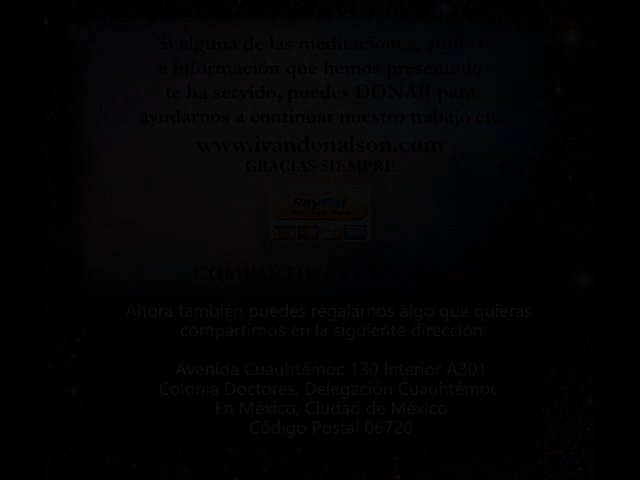 Si alguna de las meditaciones, audios
e información que hemos presentado
te ha servido, puedes DONAR para
ayudarnos a continuar nuestro trabajo en:
www.ivandonalson.com
GRACIAS SIEMPRE
PayPal
COMPARTIR
Ahora también puedes regalarnos algo que quieras
compartirnos en la siguiente dirección:
Avenida Cuauhtémoc 130 Interior A301
Colonia Doctores, Delegación Cuauhtémoc
En México, Ciudad de México
Código Postal 06720